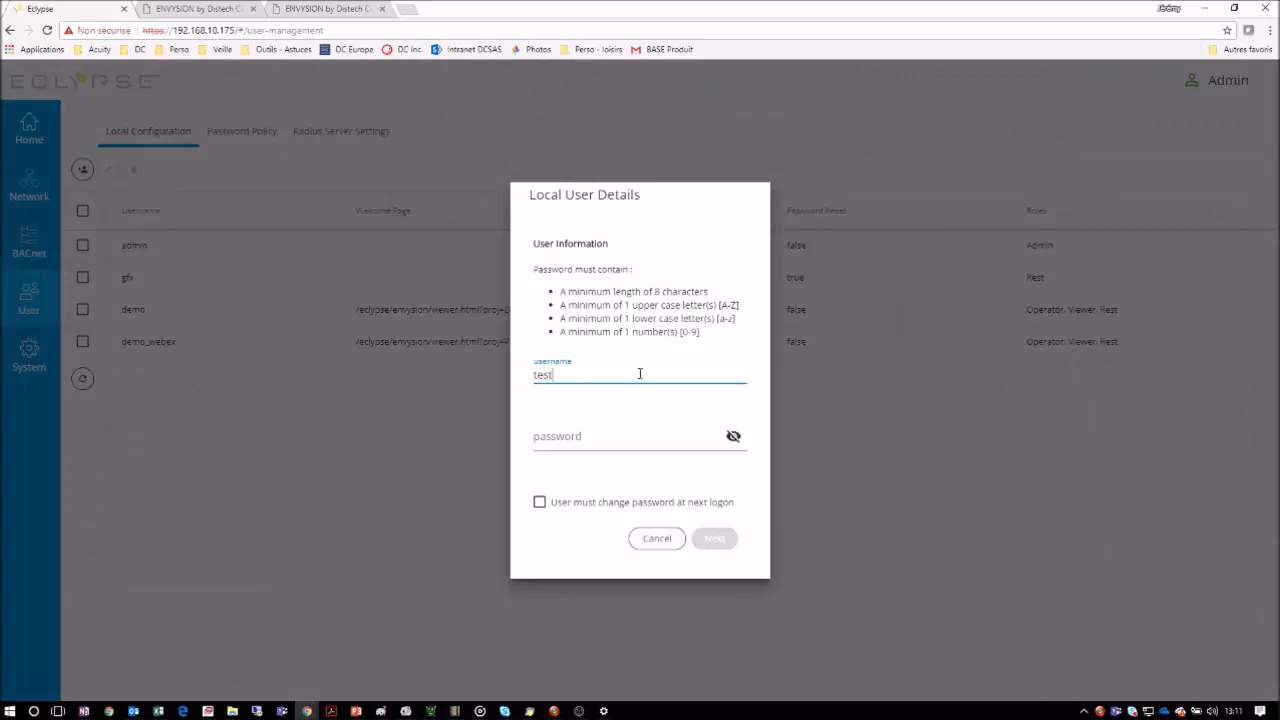 Eclypse
ENVYSION by Distech C
ENVYSION by Distech C
Jérémy
Non sécurisé https://192.168.10.175/#/user-management
Applications Acuity DC Perso Veille Outils - Astuces DC Europe DC Inc. Intranet DCSAS Photos Perso - loisirs BASE Produit Autres favoris
ECLYPSE
Admin
Home
Network
BACnet
User
System
Local Configuration Password Policy Radius Server Settings
Username Welcome Page Password Reset Roles
admin false Admin
gfx true Rest
demo /eclypse/envysion/viewer.html?proj=D false Operator, Viewer, Rest
demo_webex /eclypse/envysion/viewer.html?proj= false Operator, Viewer, Rest
Local User Details
User Information
Password must contain :
• A minimum length of 8 characters
• A minimum of 1 upper case letter(s) [A-Z]
• A minimum of 1 lower case letter(s) [a-z]
• A minimum of 1 number(s) [0-9]
username
test
password
User must change password at next logon
Cancel Next
13:11